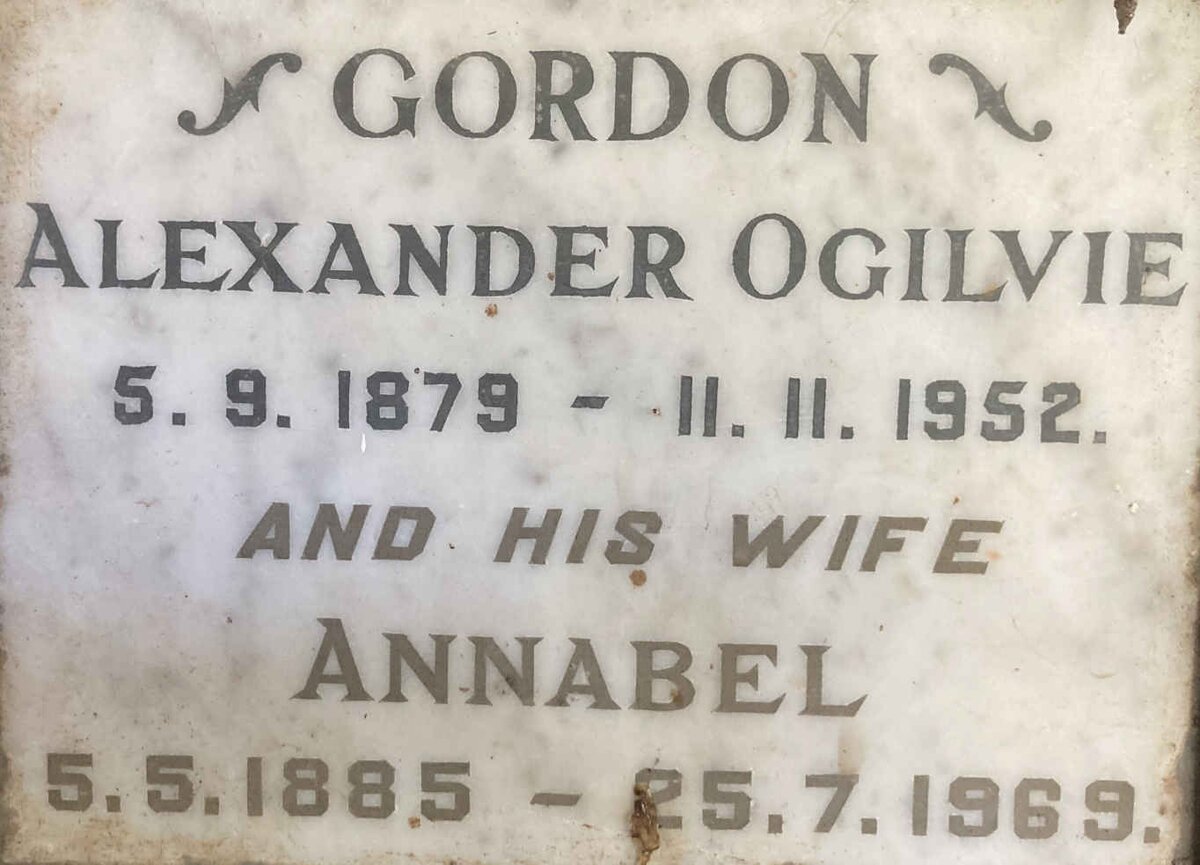 GORDON
ALEXANDER OGILVIE
5. 9. 1879 - 11. 11. 1952.
AND HIS WIFE
ANNABEL
5. 5. 1885 - 25. 7. 1969.